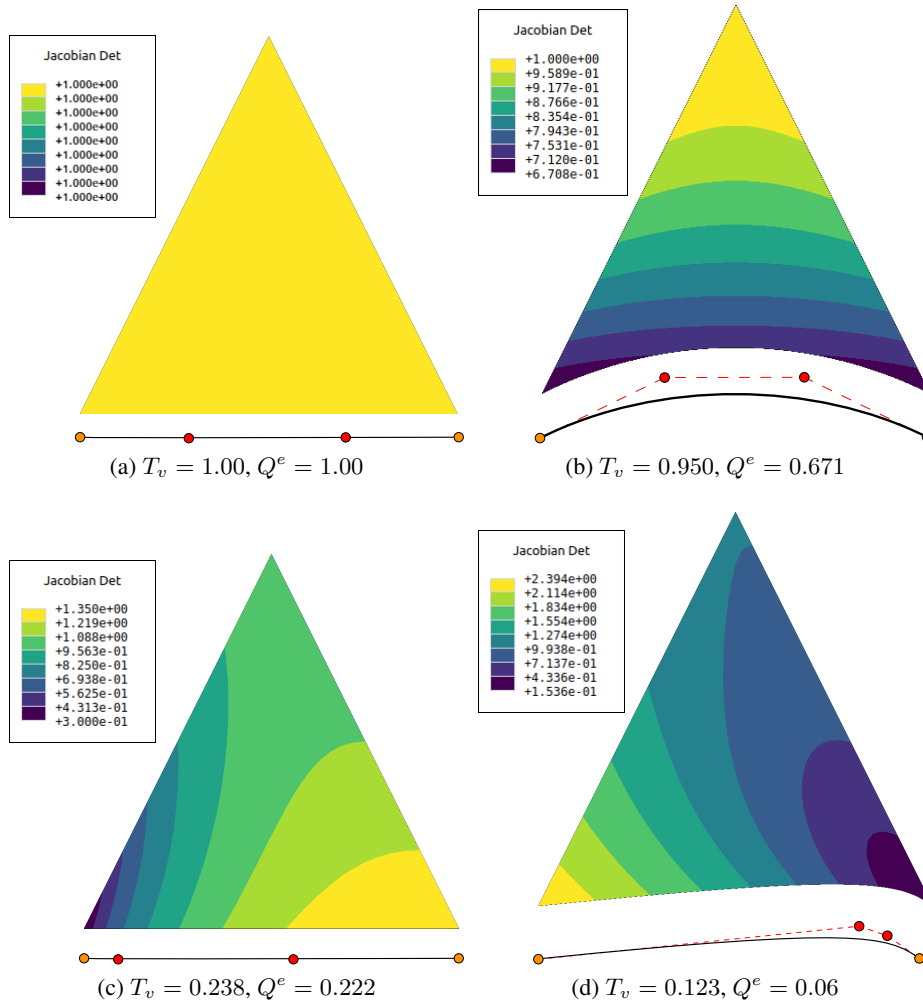 Jacobian Det
+1.000e+00
+1.000e+00
+1.000e+00
+1.000e+00
+1.000e+00
+1.000e+00
+1.000e+00
+1.000e+00
+1.000e+00
(a) T_v = 1.00, Q^e = 1.00
Jacobian Det
+1.000e+00
+9.589e-01
+9.177e-01
+8.766e-01
+8.354e-01
+7.943e-01
+7.531e-01
+7.120e-01
+6.708e-01
(b) T_v = 0.950, Q^e = 0.671
Jacobian Det
+1.350e+00
+1.219e+00
+1.088e+00
+9.563e-01
+8.250e-01
+6.938e-01
+5.625e-01
+4.313e-01
+3.000e-01
(c) T_v = 0.238, Q^e = 0.222
Jacobian Det
+2.394e+00
+2.114e+00
+1.834e+00
+1.554e+00
+1.274e+00
+9.938e-01
+7.137e-01
+4.336e-01
+1.536e-01
(d) T_v = 0.123, Q^e = 0.06